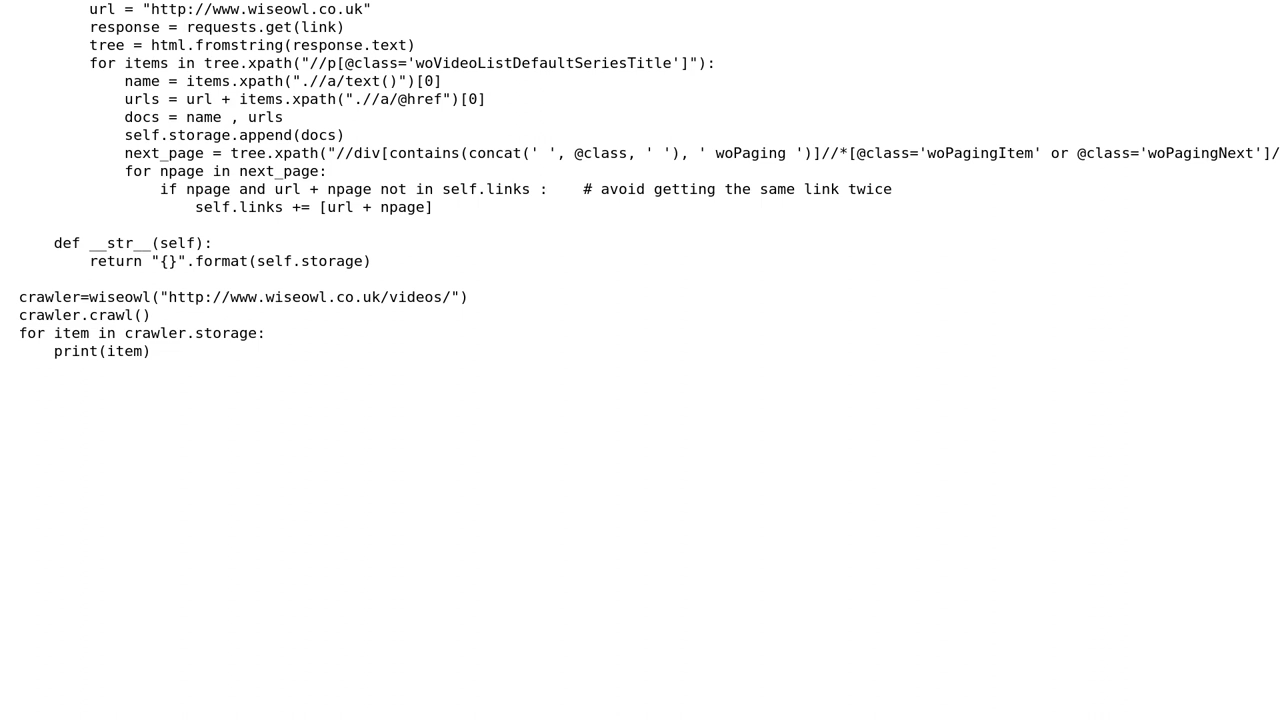 url = "http://www.wiseowl.co.uk"
        response = requests.get(link)
        tree = html.fromstring(response.text)
        for items in tree.xpath("//p[@class='woVideoListDefaultSeriesTitle']"):
            name = items.xpath(".//a/text()")[0]
            urls = url + items.xpath(".//a/@href")[0]
            docs = name , urls
            self.storage.append(docs)
            next_page = tree.xpath("//div[contains(concat(' ', @class, ' '), ' woPaging ')]//*[@class='woPagingItem' or @class='woPagingNext']/
            for npage in next_page:
                if npage and url + npage not in self.links :    # avoid getting the same link twice
                    self.links += [url + npage]

    def __str__(self):
        return "{}".format(self.storage)

crawler=wiseowl("http://www.wiseowl.co.uk/videos/")
crawler.crawl()
for item in crawler.storage:
    print(item)